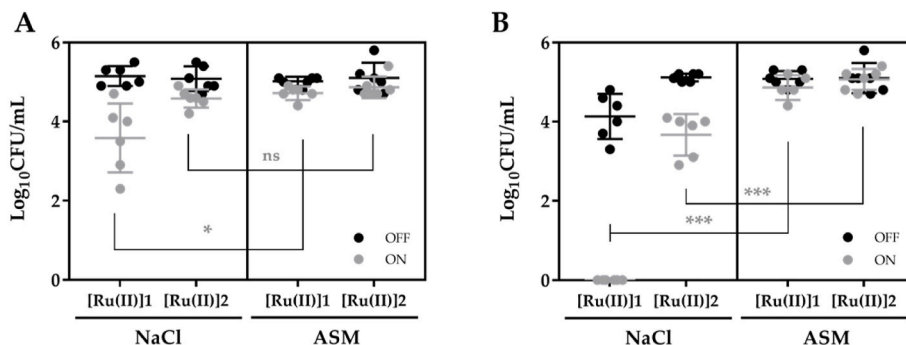 A
Log10CFU/mL
6
4
2
0
ns
*
OFF
ON
[Ru(II)]1 [Ru(II)]2 [Ru(II)]1 [Ru(II)]2
NaCl ASM
B
Log10CFU/mL
6
4
2
0
***
***
OFF
ON
[Ru(II)]1 [Ru(II)]2 [Ru(II)]1 [Ru(II)]2
NaCl ASM